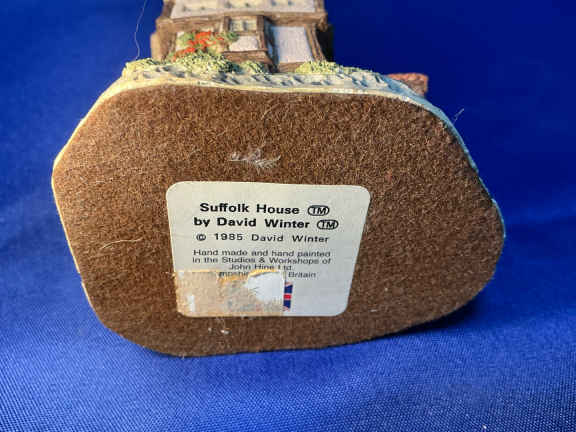 Suffolk House TM
by David Winter TM
© 1985 David Winter
Hand made and hand painted
in the Studios & Workshops of
John Hine Ltd.
Britain